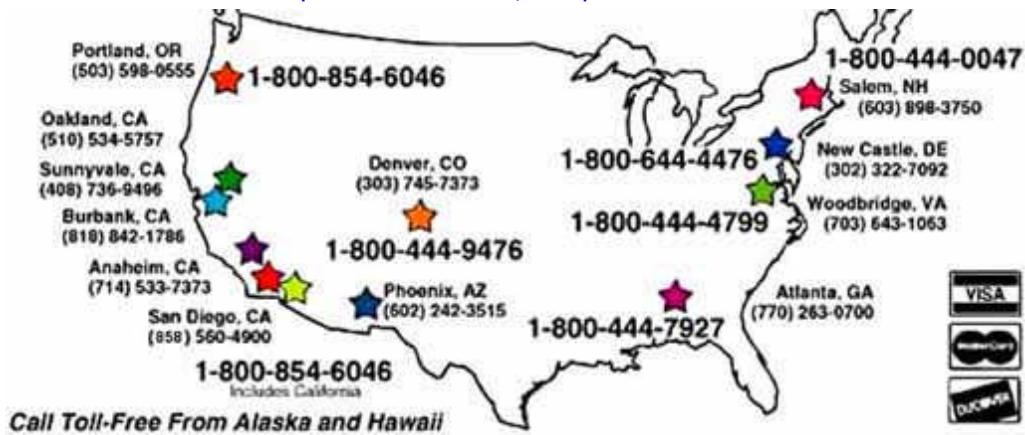 Portland, OR
(503) 598-0555
1-800-854-6046
1-800-444-0047
Salem, NH
(603) 898-3750
Oakland, CA
(510) 534-5757
Sunnyvale, CA
(408) 736-9496
Burbank, CA
(818) 842-1786
Anaheim, CA
(714) 533-7373
San Diego, CA
(858) 560-4900
1-800-854-6046
Includes California
Denver, CO
(303) 745-7373
1-800-444-9476
Phoenix, AZ
(602) 242-3515
1-800-644-4476
New Castle, DE
(302) 322-7092
1-800-444-4799
Woodbridge, VA
(703) 643-1063
Atlanta, GA
(770) 263-0700
1-800-444-7927
VISA
MasterCard
DISCOVER
Call Toll-Free From Alaska and Hawaii